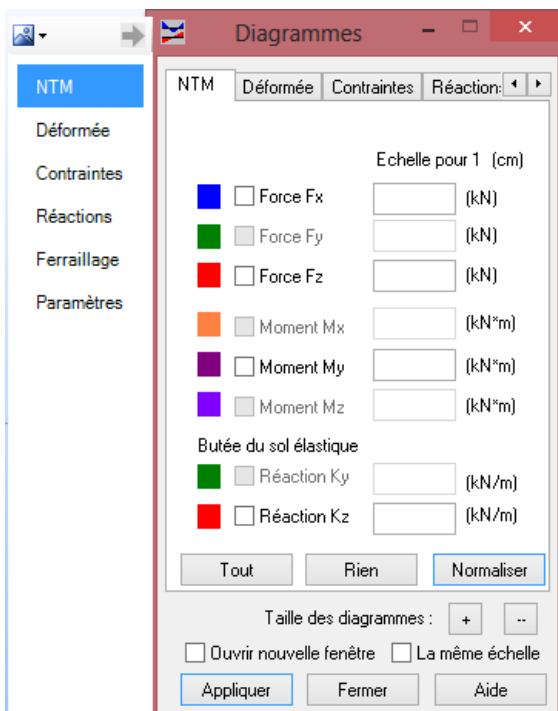 Diagrammes
NTM
Déformée
Contraintes
Réactions
Ferraillage
Paramètres
NTM Déformée Contraintes Réaction:
Echelle pour 1 (cm)
Force Fx (kN)
Force Fy (kN)
Force Fz (kN)
Moment Mx (kN*m)
Moment My (kN*m)
Moment Mz (kN*m)
Butée du sol élastique
Réaction Ky (kN/m)
Réaction Kz (kN/m)
Tout Rien Normaliser
Taille des diagrammes : + --
Ouvrir nouvelle fenêtre La même échelle
Appliquer Fermer Aide